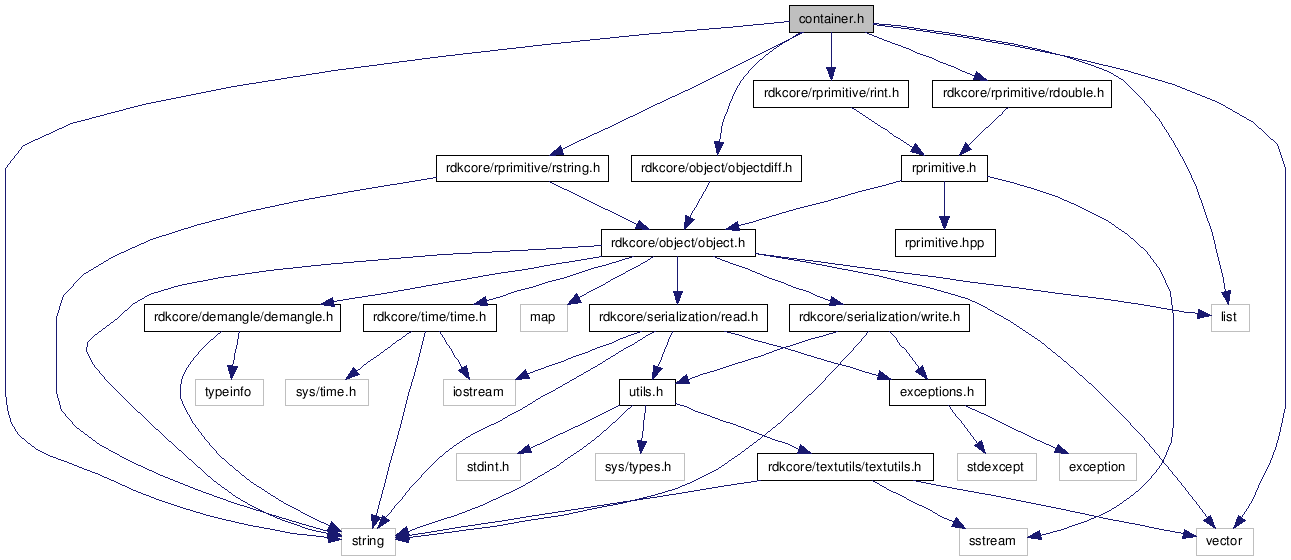 container.h
rdkcore/rprimitive/rint.h
rdkcore/rprimitive/rdouble.h
rdkcore/rprimitive/rstring.h
rdkcore/object/objectdiff.h
rprimitive.h
rdkcore/object/object.h
rprimitive.hpp
rdkcore/demangle/demangle.h
rdkcore/time/time.h
map
rdkcore/serialization/read.h
rdkcore/serialization/write.h
list
typeinfo
sys/time.h
iostream
utils.h
exceptions.h
stdint.h
sys/types.h
rdkcore/textutils/textutils.h
stdexcept
exception
string
sstream
vector